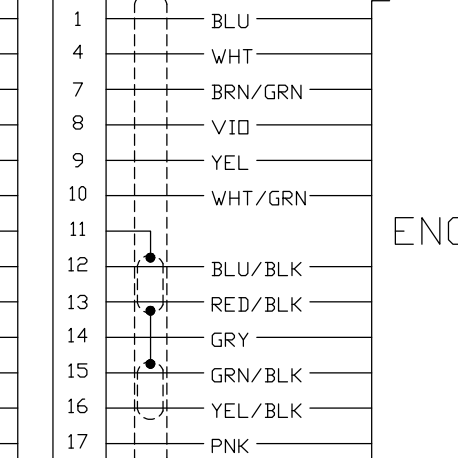 1 BLU
4 WHT
7 BRN/GRN
8 VIO
9 YEL
10 WHT/GRN
11
12 BLU/BLK
13 RED/BLK
14 GRY
15 GRN/BLK
16 YEL/BLK
17 PNK
ENC